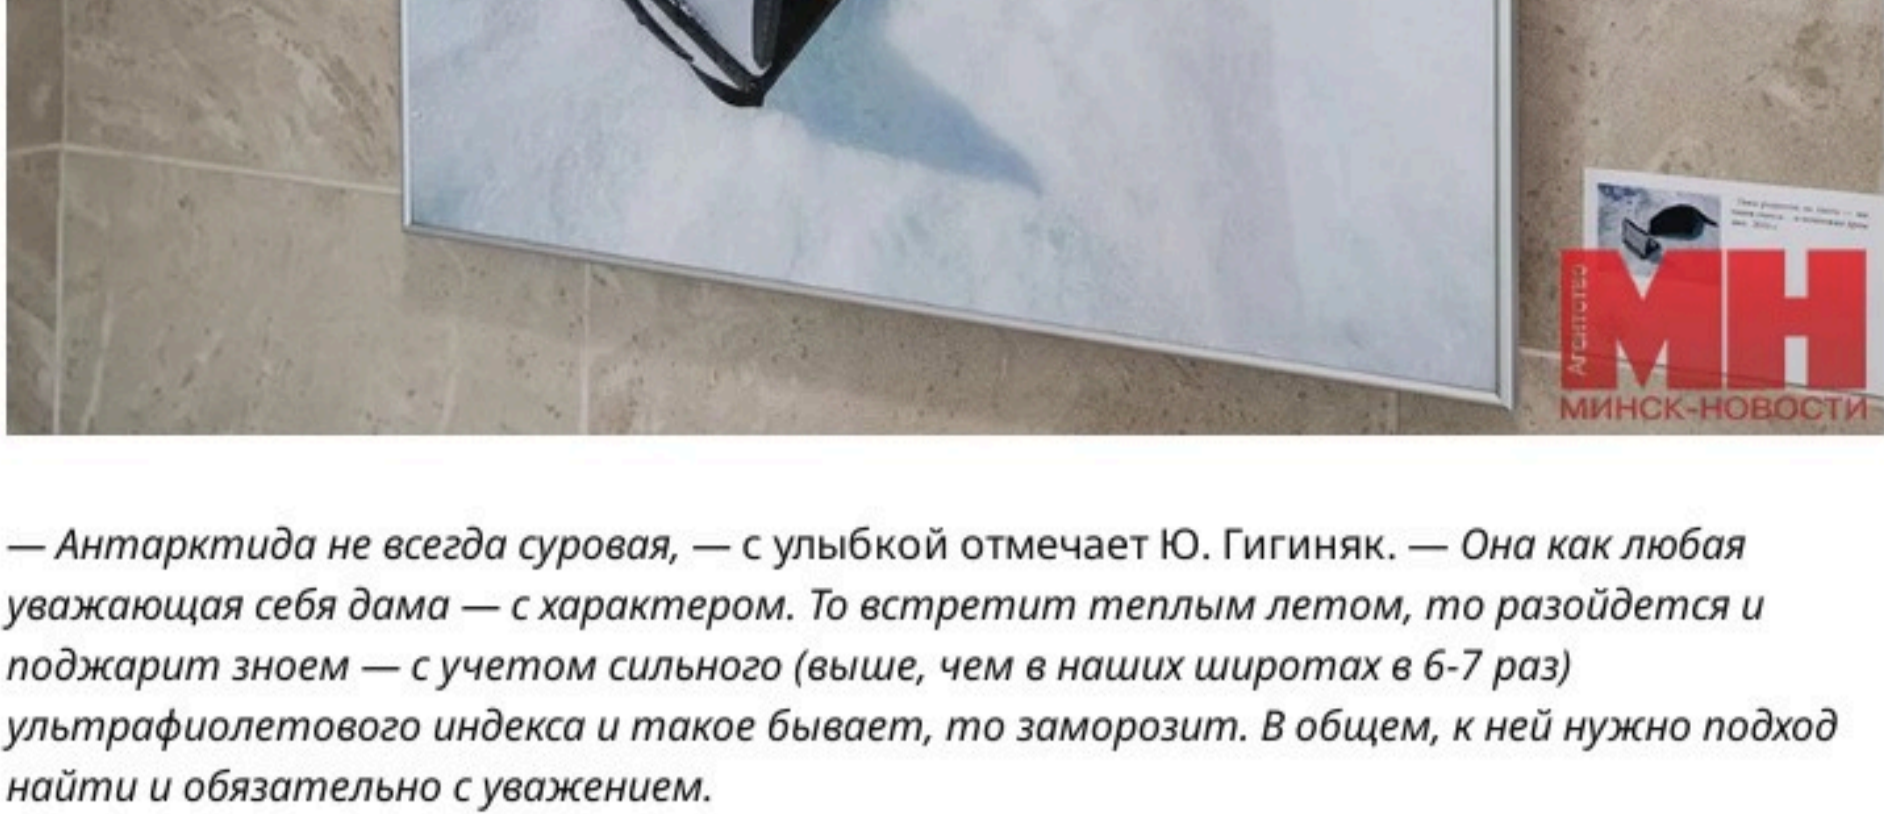 Агентство
МН
МИНСК-НОВОСТИ
— Антарктида не всегда суровая, — с улыбкой отмечает Ю. Гигиняк. — Она как любая
уважающая себя дама — с характером. То встретит теплым летом, то разойдется и
поджарит зноем — с учетом сильного (выше, чем в наших широтах в 6-7 раз)
ультрафиолетового индекса и такое бывает, то заморозит. В общем, к ней нужно подход
найти и обязательно с уважением.